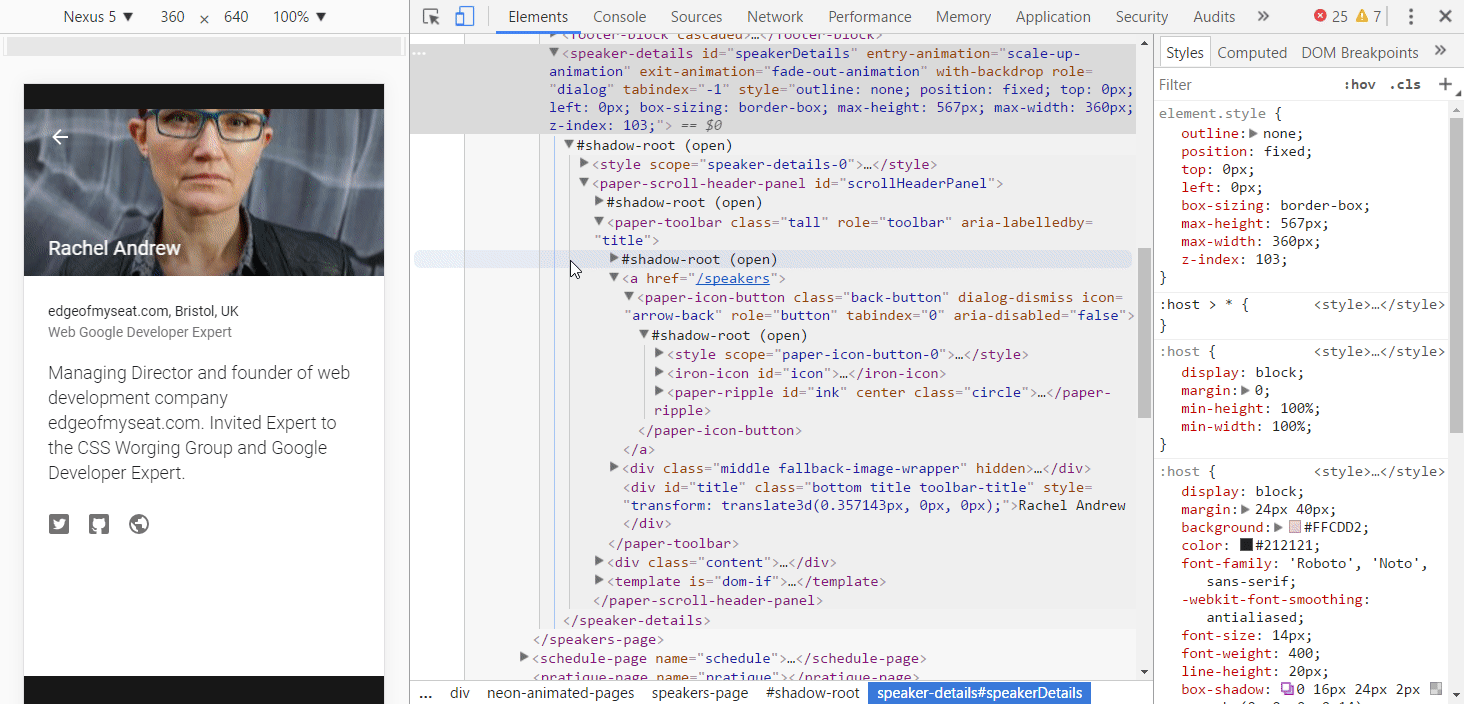 Nexus 5 ▼ 360 × 640 100% ▼
Rachel Andrew
edgeofmyseat.com, Bristol, UK
Web Google Developer Expert
Managing Director and founder of web
development company
edgeofmyseat.com. Invited Expert to
the CSS Worging Group and Google
Developer Expert.
Elements Console Sources Network Performance Memory Application Security Audits » 25 7
<footer-block cascaded>…</footer-block>
… ▼<speaker-details id="speakerDetails" entry-animation="scale-up-
animation" exit-animation="fade-out-animation" with-backdrop role=
"dialog" tabindex="-1" style="outline: none; position: fixed; top: 0px;
left: 0px; box-sizing: border-box; max-height: 567px; max-width: 360px;
z-index: 103;"> == $0
▼#shadow-root (open)
▶<style scope="speaker-details-0">…</style>
▼<paper-scroll-header-panel id="scrollHeaderPanel">
▶#shadow-root (open)
▼<paper-toolbar class="tall" role="toolbar" aria-labelledby=
"title">
▶#shadow-root (open)
▼<a href="/speakers">
▼<paper-icon-button class="back-button" dialog-dismiss icon=
"arrow-back" role="button" tabindex="0" aria-disabled="false">
▼#shadow-root (open)
▶<style scope="paper-icon-button-0">…</style>
▶<iron-icon id="icon">…</iron-icon>
▶<paper-ripple id="ink" center class="circle">…</paper-
ripple>
</paper-icon-button>
</a>
▶<div class="middle fallback-image-wrapper" hidden>…</div>
<div id="title" class="bottom title toolbar-title" style=
"transform: translate3d(0.357143px, 0px, 0px);">Rachel Andrew
</div>
</paper-toolbar>
▶<div class="content">…</div>
▶<template is="dom-if">…</template>
</paper-scroll-header-panel>
</speaker-details>
</speakers-page>
▶<schedule-page name="schedule">…</schedule-page>
<pratique-page name="pratique">…</pratique-page>
... div neon-animated-pages speakers-page #shadow-root speaker-details#speakerDetails
Styles Computed DOM Breakpoints »
Filter :hov .cls +
element.style {
outline:▶ none;
position: fixed;
top: 0px;
left: 0px;
box-sizing: border-box;
max-height: 567px;
max-width: 360px;
z-index: 103;
}
:host > * { <style>…</style>
}
:host { <style>…</style>
display: block;
margin:▶ 0;
min-height: 100%;
min-width: 100%;
}
:host { <style>…</style>
display: block;
margin:▶ 24px 40px;
background:▶ #FFCDD2;
color: #212121;
font-family: 'Roboto', 'Noto',
sans-serif;
-webkit-font-smoothing:
antialiased;
font-size: 14px;
font-weight: 400;
line-height: 20px;
box-shadow: 0 16px 24px 2px